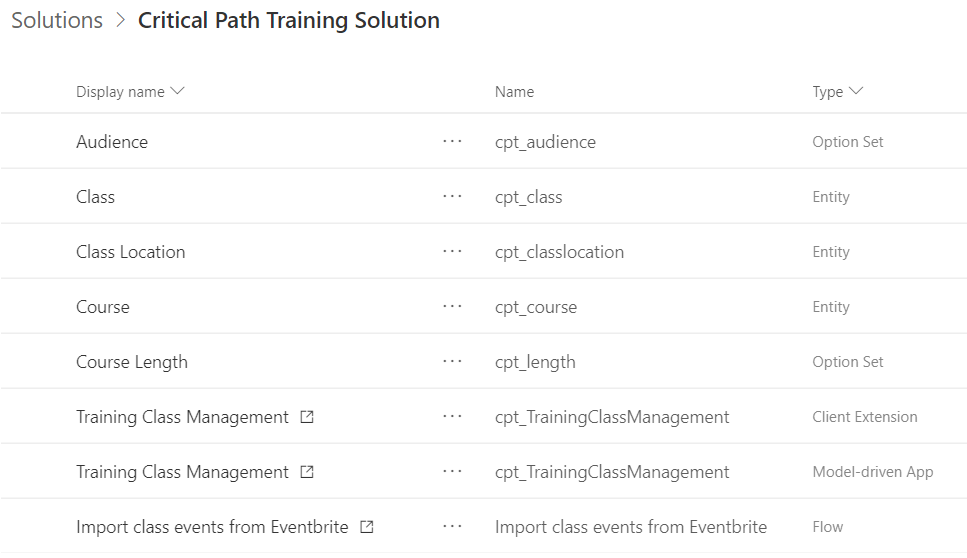 Solutions > Critical Path Training Solution
Display name Name Type
Audience ... cpt_audience Option Set
Class ... cpt_class Entity
Class Location ... cpt_classlocation Entity
Course ... cpt_course Entity
Course Length ... cpt_length Option Set
Training Class Management ... cpt_TrainingClassManagement Client Extension
Training Class Management ... cpt_TrainingClassManagement Model-driven App
Import class events from Eventbrite ... Import class events from Eventbrite Flow